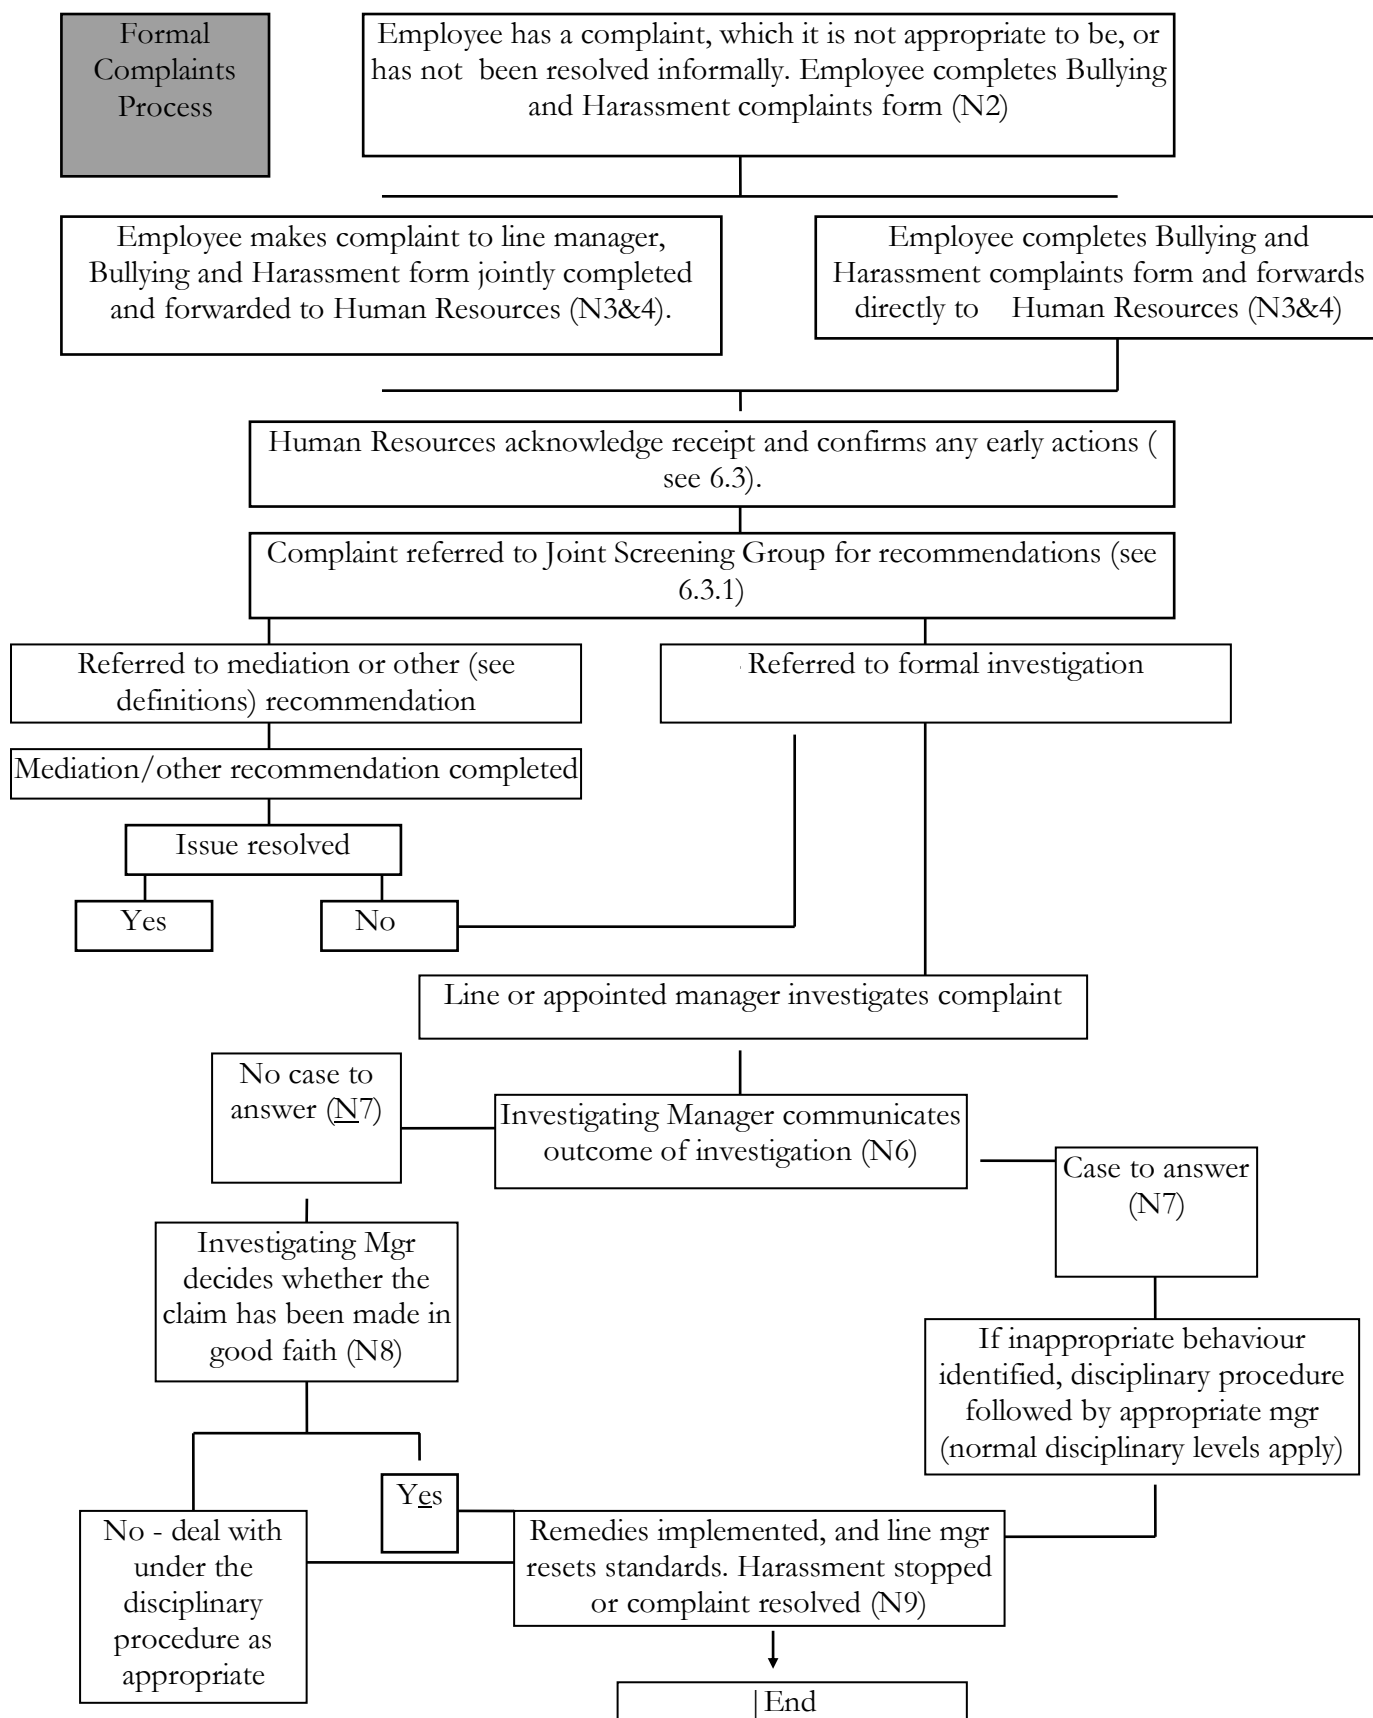 Formal
Complaints
Process
Employee has a complaint, which it is not appropriate to be, or
has not been resolved informally. Employee completes Bullying
and Harassment complaints form (N2)
Employee makes complaint to line manager,
Bullying and Harassment form jointly completed
and forwarded to Human Resources (N3&4).
Employee completes Bullying and
Harassment complaints form and forwards
directly to Human Resources (N3&4)
Human Resources acknowledge receipt and confirms any early actions (
see 6.3).
Complaint referred to Joint Screening Group for recommendations (see
6.3.1)
Referred to mediation or other (see
definitions) recommendation
Referred to formal investigation
Mediation/other recommendation completed
Issue resolved
Yes
No
Line or appointed manager investigates complaint
No case to
answer (N7)
Investigating Manager communicates
outcome of investigation (N6)
Case to answer
(N7)
Investigating Mgr
decides whether the
claim has been made in
good faith (N8)
If inappropriate behaviour
identified, disciplinary procedure
followed by appropriate mgr
(normal disciplinary levels apply)
Yes
No - deal with
under the
disciplinary
procedure as
appropriate
Remedies implemented, and line mgr
resets standards. Harassment stopped
or complaint resolved (N9)
End